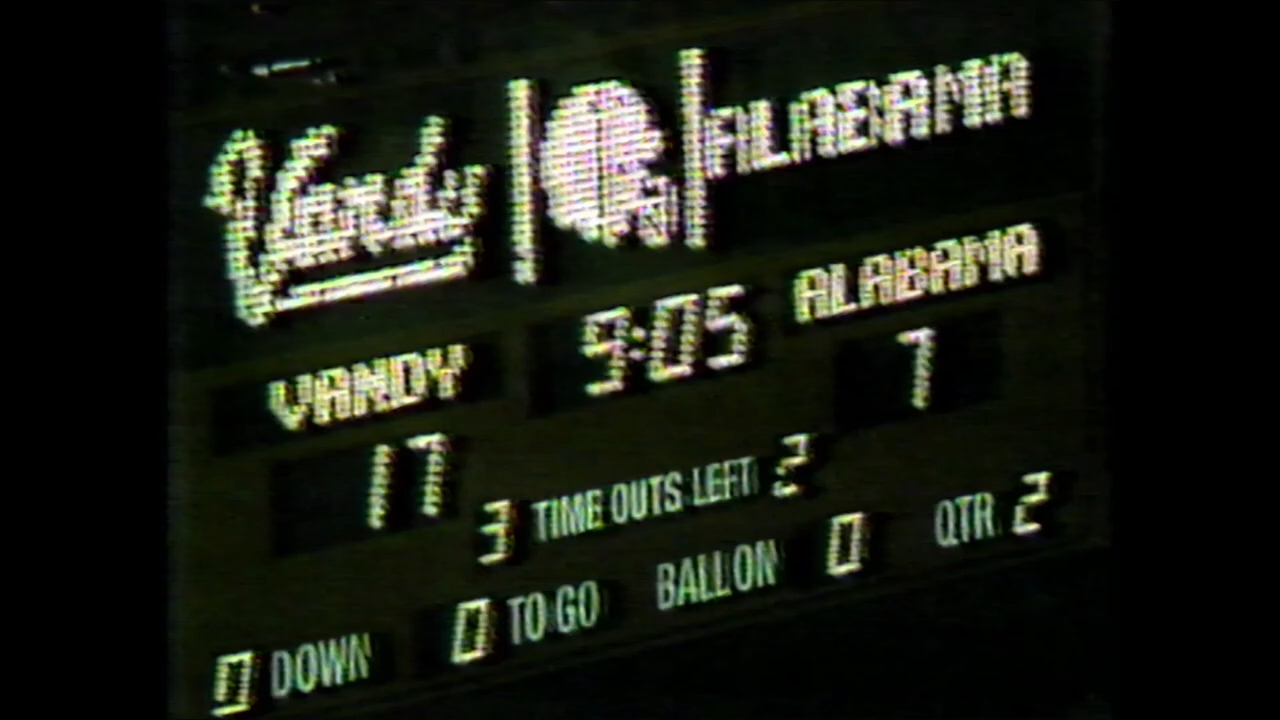 Vandy ALABAMA
VANDY 9:05 ALABAMA
17 7
3 TIME OUTS LEFT 2
0 DOWN 0 TO GO BALL ON 0 QTR. 2